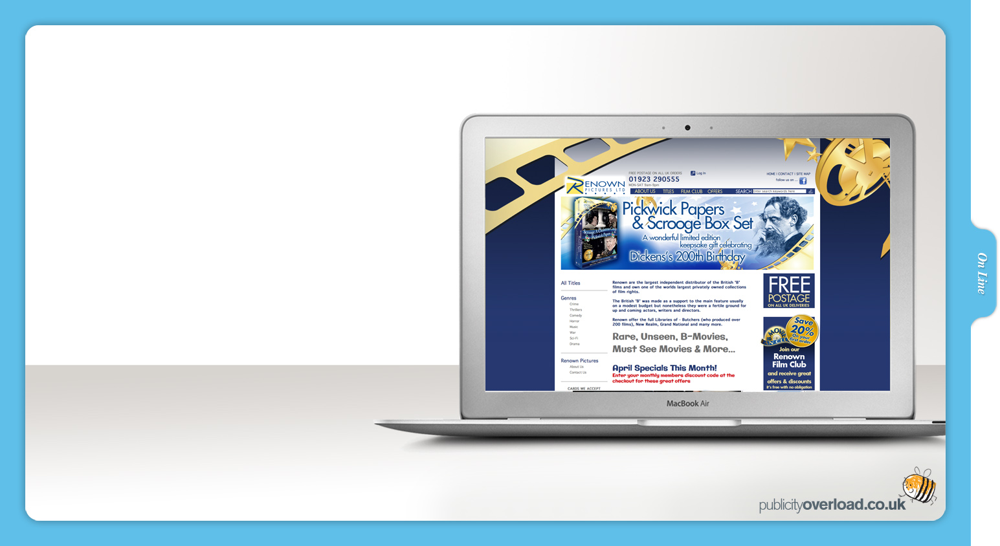 FREE POSTAGE ON ALL UK ORDERS
Log In
01923 290555
MON-SAT 9am-9pm
HOME | CONTACT | SITE MAP
follow us on ...
RENOWN
PICTURES LTD
ABOUT US TITLES FILM CLUB OFFERS SEARCH Enter search keywords here
Pickwick Papers
& Scrooge Box Set
A wonderful limited edition
keepsake gift celebrating
Dickens's 200th Birthday
All Titles
Genres
Crime
Thrillers
Comedy
Horror
Music
War
Sci-Fi
Drama
Renown Pictures
About Us
Contact Us
CARDS WE ACCEPT
Renown are the largest independent distributor of the British 'B'
films and own one of the worlds largest privately owned collections
of film rights.
The British 'B' was made as a support to the main feature usually
on a modest budget but nonetheless they were a fertile ground for
up and coming actors, writers and directors.
Renown offer the full Libraries of - Butchers (who produced over
200 films), New Realm, Grand National and many more.
Rare, Unseen, B-Movies,
Must See Movies & More...
April Specials This Month!
Enter your monthly members discount code at the
checkout for these great offers
FREE
POSTAGE
ON ALL UK DELIVERIES
Save
20%
On your
first order
MOVIE
Join our
Renown
Film Club
and receive great
offers & discounts
It's free with no obligation
MacBook Air
On Line
publicityoverload.co.uk